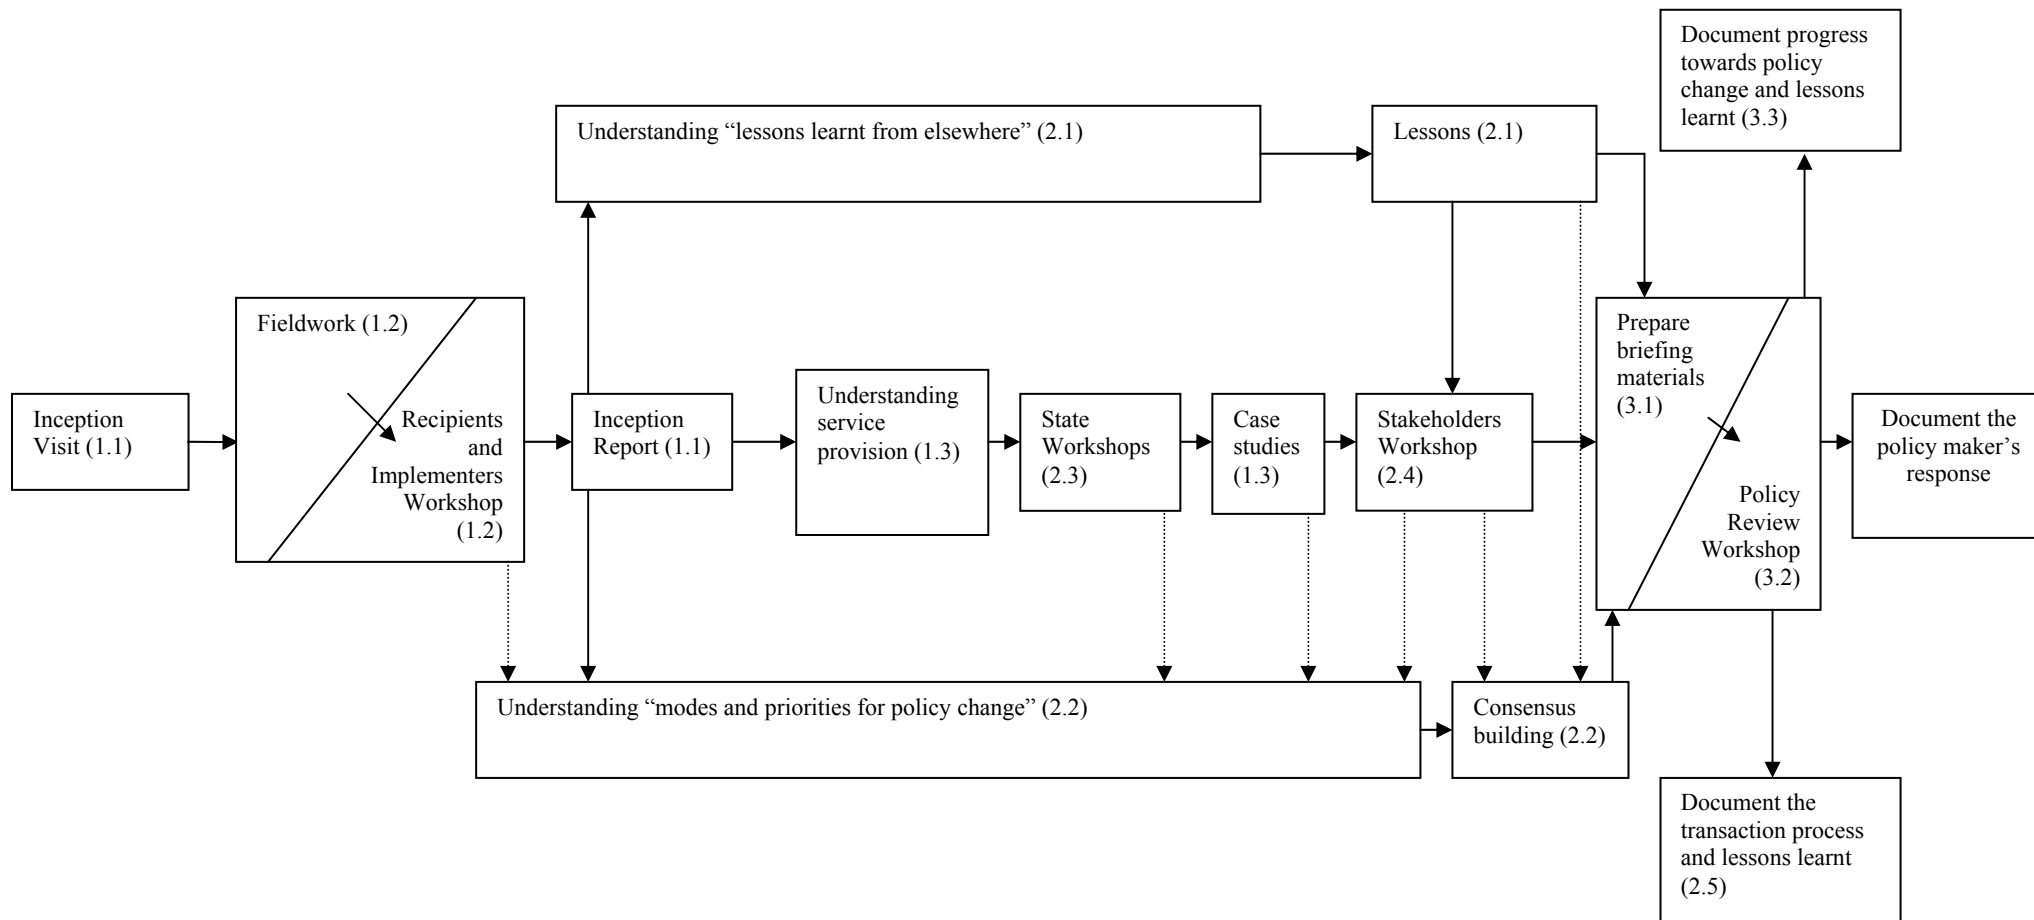 Document progress
towards policy
change and lessons
learnt (3.3)
Understanding “lessons learnt from elsewhere” (2.1)
Lessons (2.1)
Fieldwork (1.2)
Recipients
and
Implementers
Workshop
(1.2)
Inception
Visit (1.1)
Inception
Report (1.1)
Understanding
service
provision (1.3)
State
Workshops
(2.3)
Case
studies
(1.3)
Stakeholders
Workshop
(2.4)
Prepare
briefing
materials
(3.1)
Policy
Review
Workshop
(3.2)
Document the
policy maker’s
response
Understanding “modes and priorities for policy change” (2.2)
Consensus
building (2.2)
Document the
transaction process
and lessons learnt
(2.5)